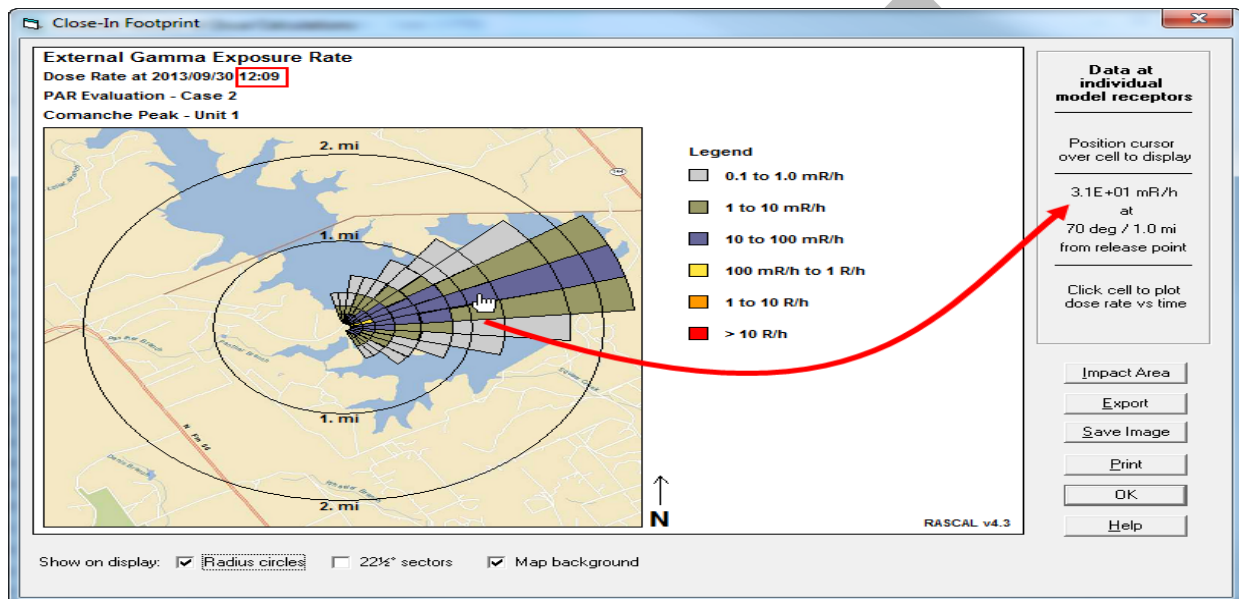 Close-In Footprint
External Gamma Exposure Rate
Dose Rate at 2013/09/30 12:09
PAR Evaluation - Case 2
Comanche Peak - Unit 1
2. mi
1. mi
1. mi
2. mi
N Fm 56
N
Legend
0.1 to 1.0 mR/h
1 to 10 mR/h
10 to 100 mR/h
100 mR/h to 1 R/h
1 to 10 R/h
> 10 R/h
RASCAL v4.3
Data at
individual
model receptors
Position cursor
over cell to display
3.1E+01 mR/h
at
70 deg / 1.0 mi
from release point
Click cell to plot
dose rate vs time
Impact Area
Export
Save Image
Print
OK
Help
Show on display: Radius circles 22½° sectors Map background